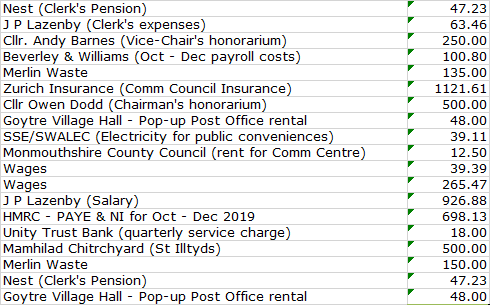 Nest (Clerk's Pension) 47.23
J P Lazenby (Clerk's expenses) 63.46
Cllr. Andy Barnes (Vice-Chair's honorarium) 250.00
Beverley & Williams (Oct - Dec payroll costs) 100.80
Merlin Waste 135.00
Zurich Insurance (Comm Council Insurance) 1121.61
Cllr Owen Dodd (Chairman's honorarium) 500.00
Goytre Village Hall - Pop-up Post Office rental 48.00
SSE/SWALEC (Electricity for public conveniences) 39.11
Monmouthshire County Council (rent for Comm Centre) 12.50
Wages 39.39
Wages 265.47
J P Lazenby (Salary) 926.88
HMRC - PAYE & NI for Oct - Dec 2019 698.13
Unity Trust Bank (quarterly service charge) 18.00
Mamhilad Chitrchyard (St Illtyds) 500.00
Merlin Waste 150.00
Nest (Clerk's Pension) 47.23
Goytre Village Hall - Pop-up Post Office rental 48.00